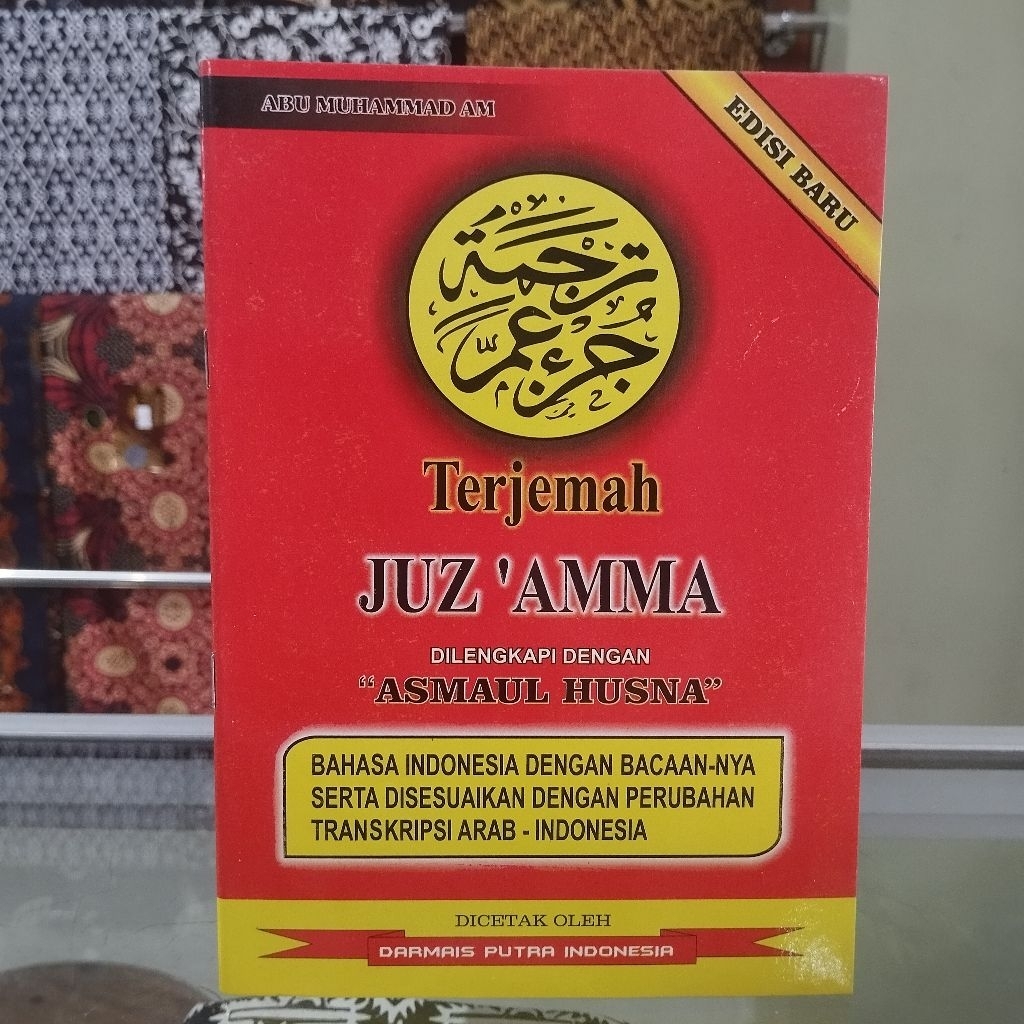 ABU MUHAMMAD AM
EDISI BARU
ترجمة
جزء عمّ
Terjemah
JUZ 'AMMA
DILENGKAPI DENGAN
“ASMAUL HUSNA”
BAHASA INDONESIA DENGAN BACAAN-NYA
SERTA DISESUAIKAN DENGAN PERUBAHAN
TRANSKRIPSI ARAB - INDONESIA
DICETAK OLEH
DARMAIS PUTRA INDONESIA